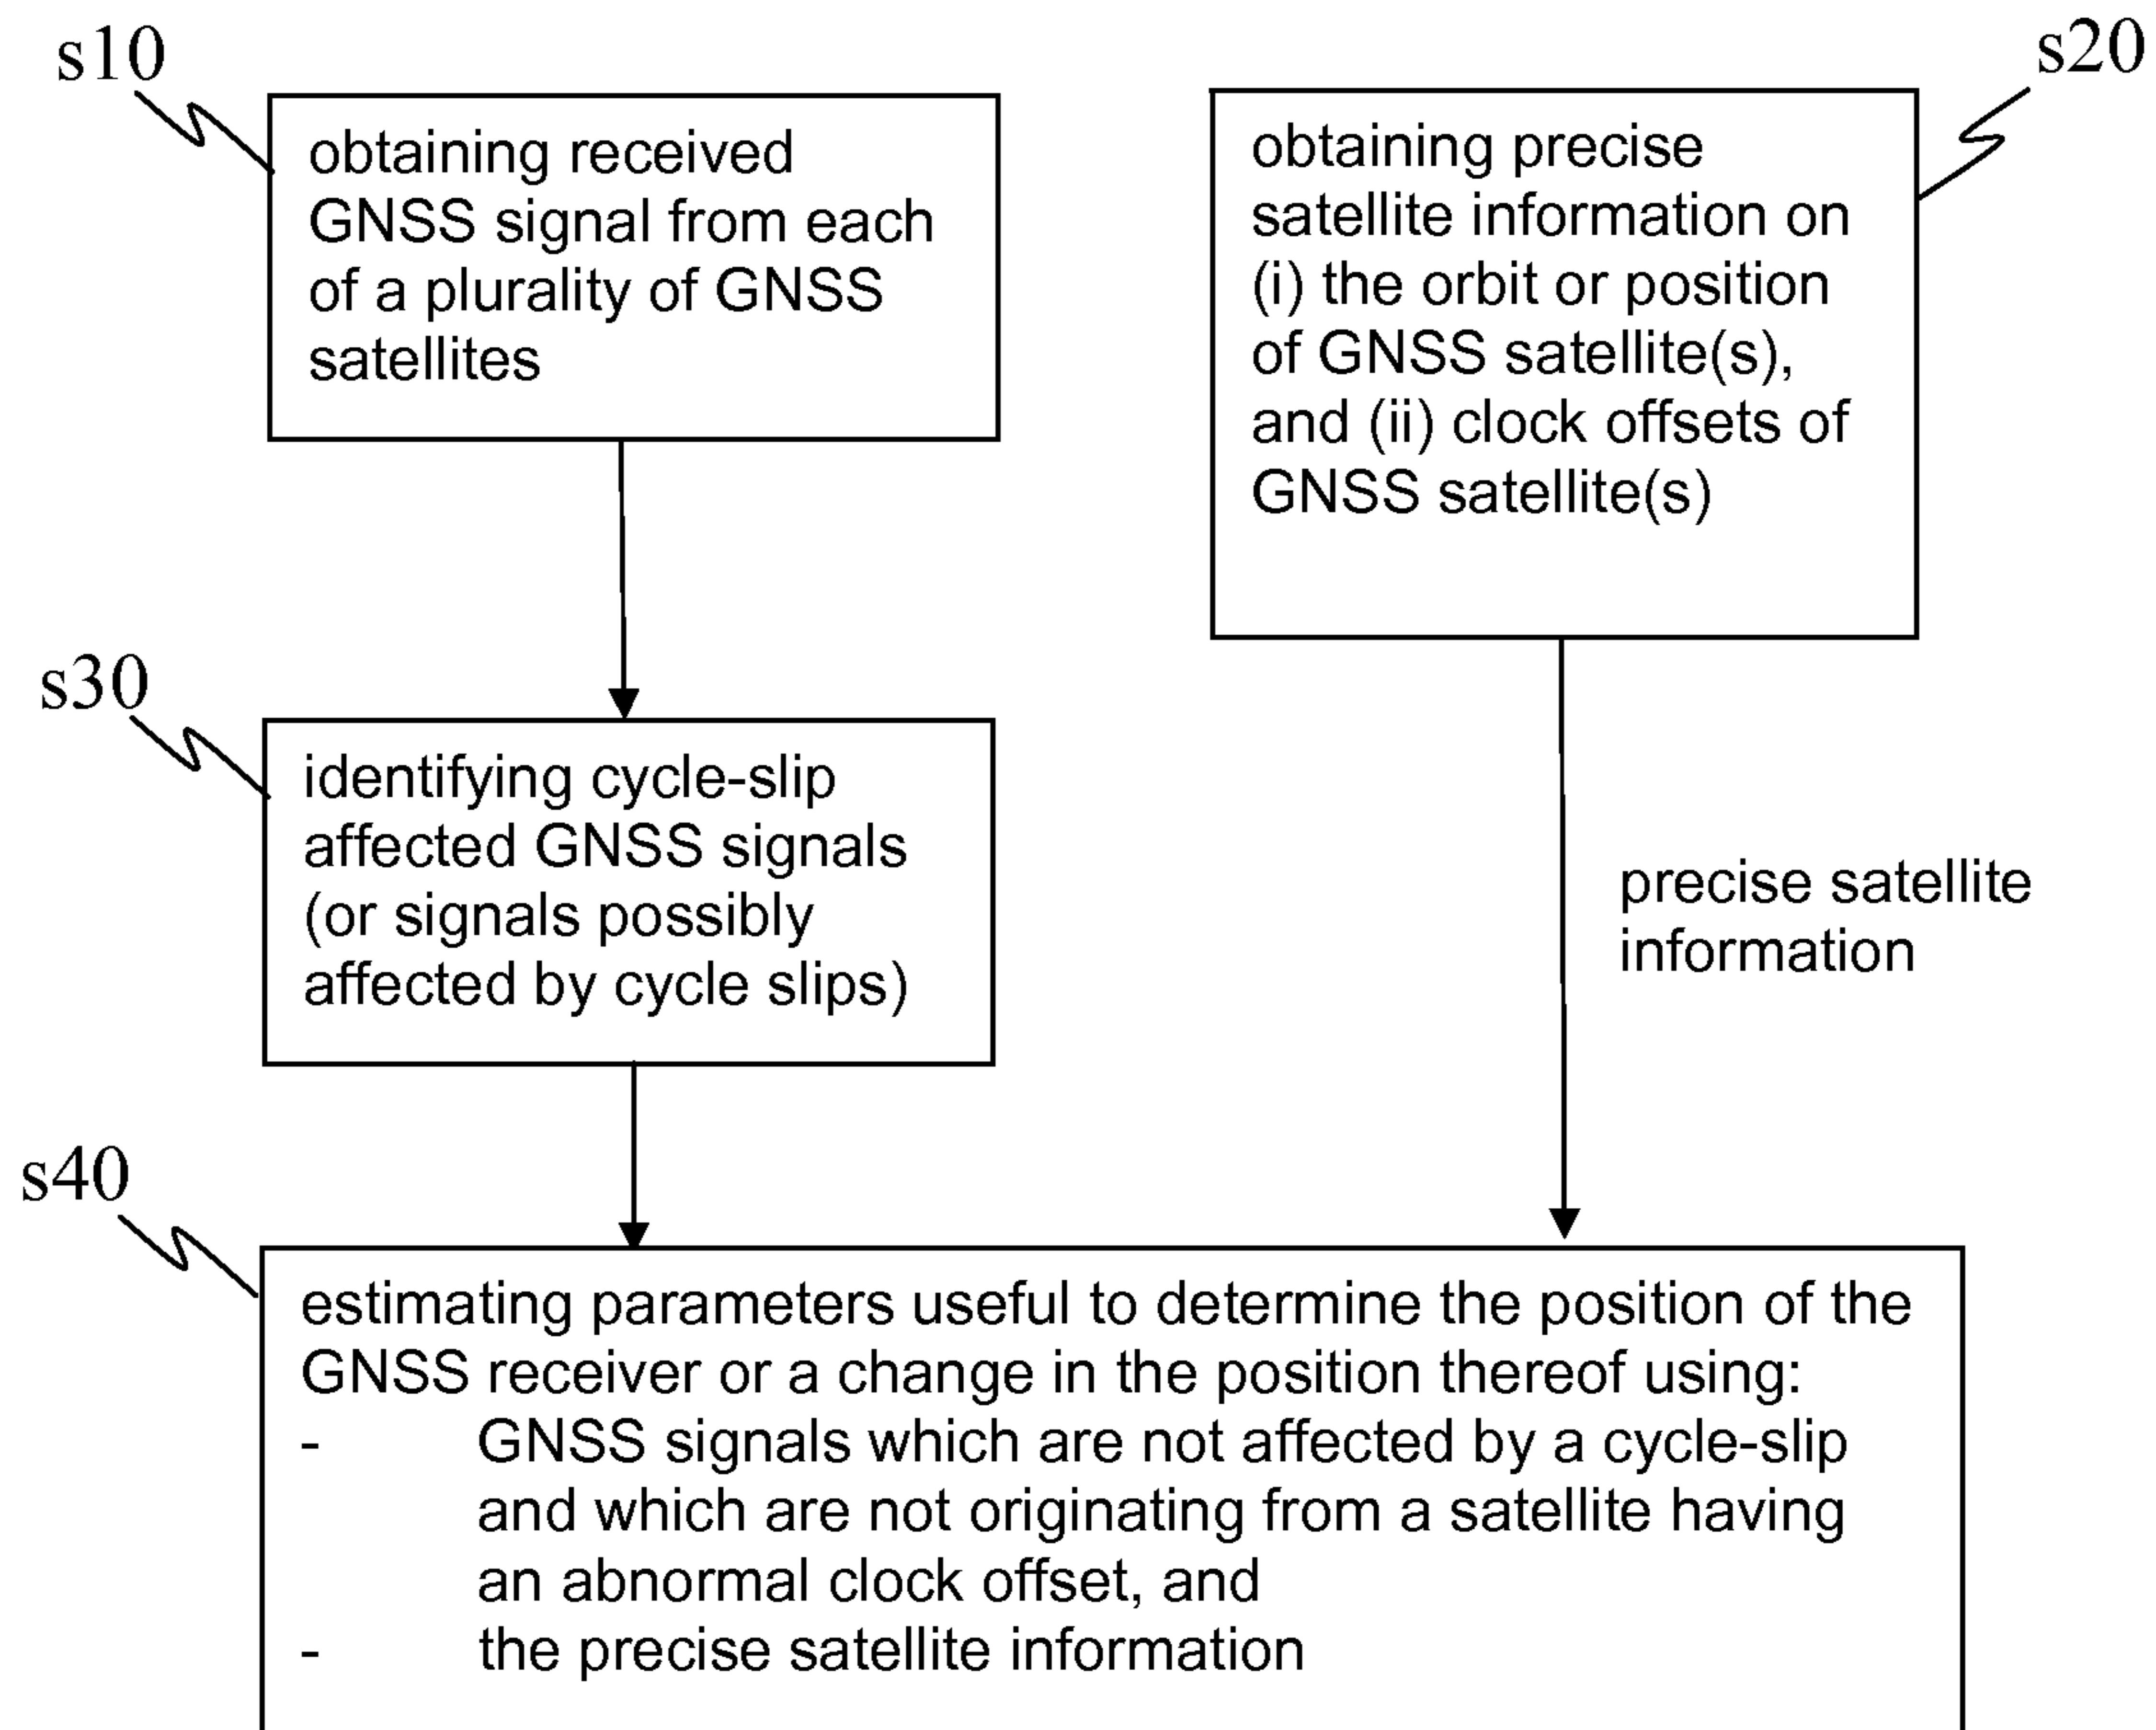 s10
obtaining received
GNSS signal from each
of a plurality of GNSS
satellites
s20
obtaining precise
satellite information on
(i) the orbit or position
of GNSS satellite(s),
and (ii) clock offsets of
GNSS satellite(s)
s30
identifying cycle-slip
affected GNSS signals
(or signals possibly
affected by cycle slips)
precise satellite
information
s40
estimating parameters useful to determine the position of the
GNSS receiver or a change in the position thereof using:
- GNSS signals which are not affected by a cycle-slip
and which are not originating from a satellite having
an abnormal clock offset, and
- the precise satellite information